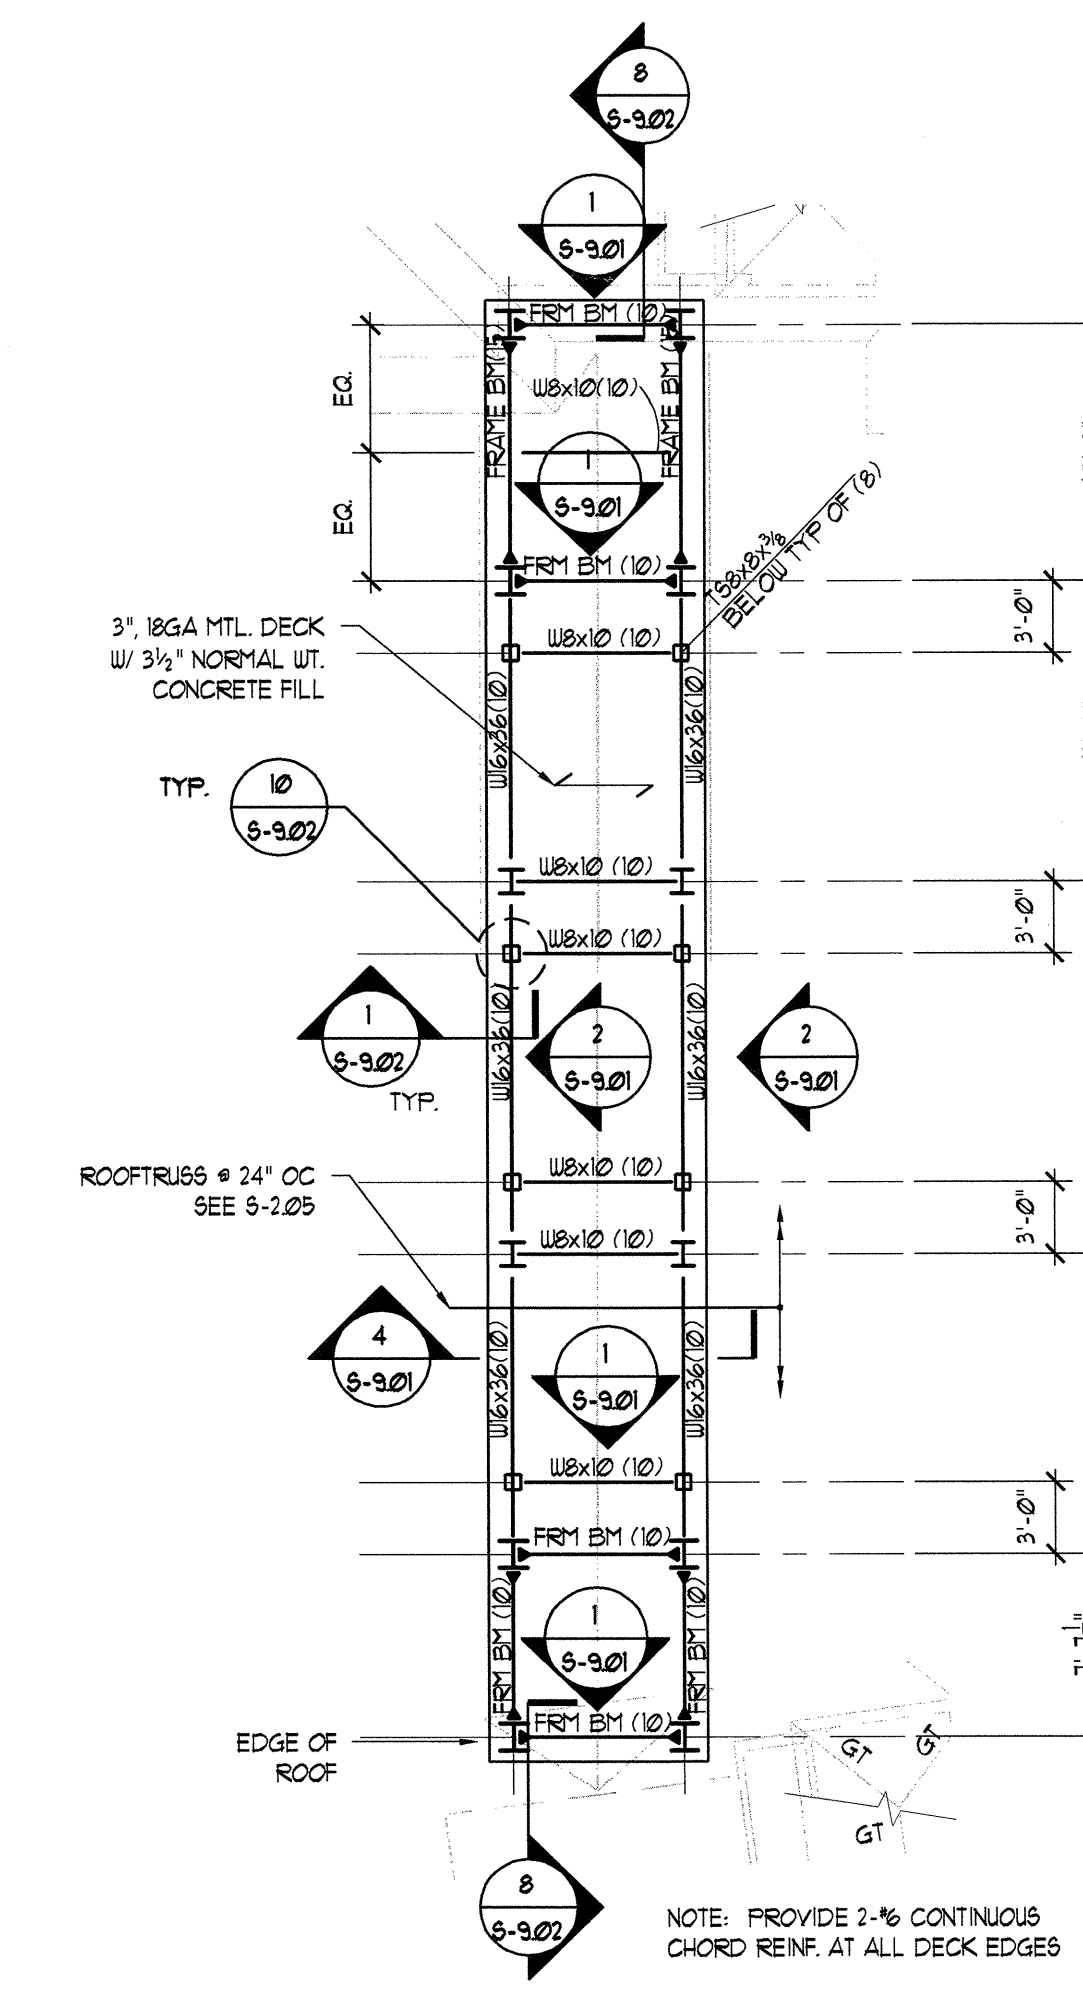 8
S-9.02
1
S-9.01
FRM BM (10)
FRAME BM (15)
FRAME BM (15)
EQ.
W8x10(10)
1
S-9.01
EQ.
TS8x8x3/8
BELOW TYP OF (8)
FRM BM (10)
3'-0"
3", 18GA MTL. DECK
W/ 3½" NORMAL WT.
CONCRETE FILL
W8x10 (10)
W16x36(10)
W16x36(10)
TYP.
10
S-9.02
W8x10 (10)
3'-0"
W8x10 (10)
1
S-9.02
TYP.
W16x36(10)
2
S-9.01
W16x36(10)
2
S-9.01
ROOFTRUSS @ 24" OC
SEE S-2.05
W8x10 (10)
3'-0"
W8x10 (10)
4
S-9.01
W16x36(10)
1
S-9.01
W16x36(10)
W8x10 (10)
3'-0"
FRM BM (10)
FRM BM (10)
1
S-9.01
FRM BM (10)
FRM BM (10)
EDGE OF
ROOF
GT
GT
GT
8
S-9.02
NOTE: PROVIDE 2-#6 CONTINUOUS
CHORD REINF. AT ALL DECK EDGES